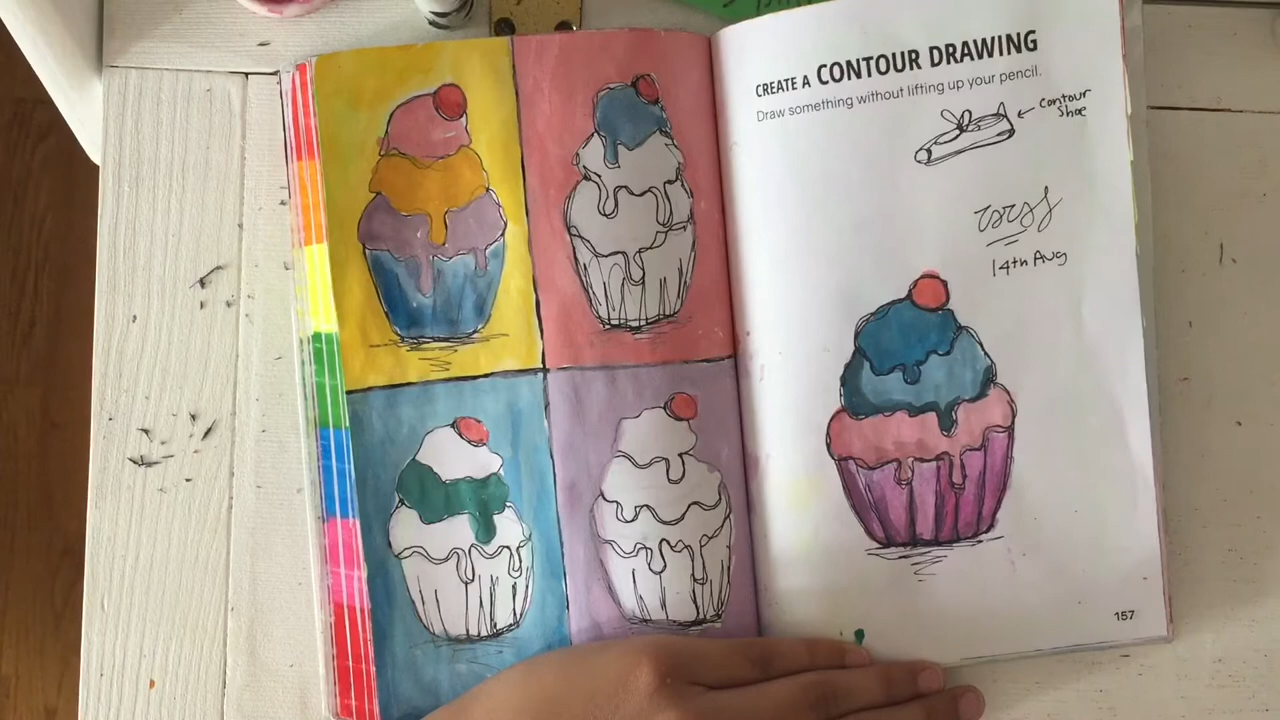 CREATE A CONTOUR DRAWING
Draw something without lifting up your pencil.
← contour
shoe
14th Aug
157